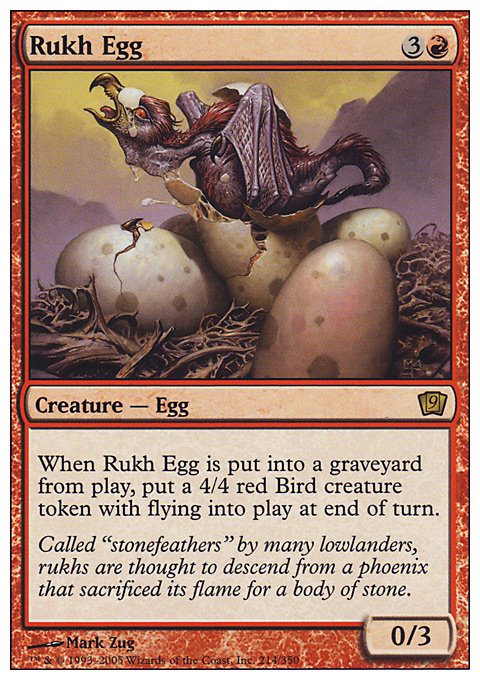 Rukh Egg 3
Creature — Egg 9
When Rukh Egg is put into a graveyard
from play, put a 4/4 red Bird creature
token with flying into play at end of turn.
Called “stonefeathers” by many lowlanders,
rukhs are thought to descend from a phoenix
that sacrificed its flame for a body of stone.
0/3
Mark Zug
™ & © 1993–2005 Wizards of the Coast, Inc. 214/350